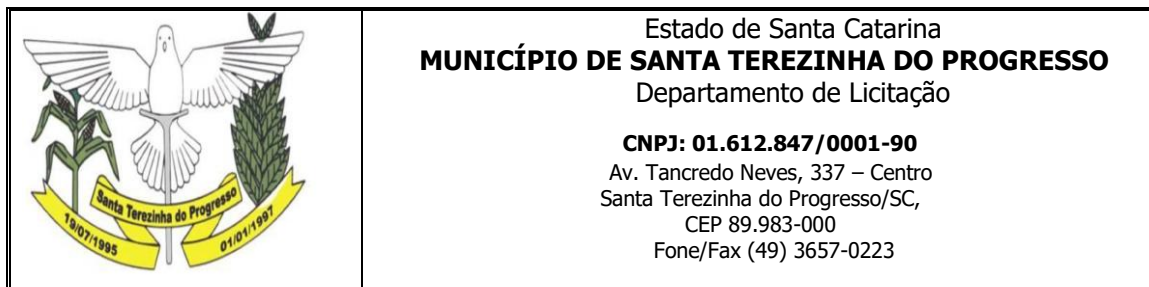 Santa Terezinha do Progresso
19/07/1995
01/01/1997
Estado de Santa Catarina
MUNICÍPIO DE SANTA TEREZINHA DO PROGRESSO
Departamento de Licitação
CNPJ: 01.612.847/0001-90
Av. Tancredo Neves, 337 – Centro
Santa Terezinha do Progresso/SC,
CEP 89.983-000
Fone/Fax (49) 3657-0223